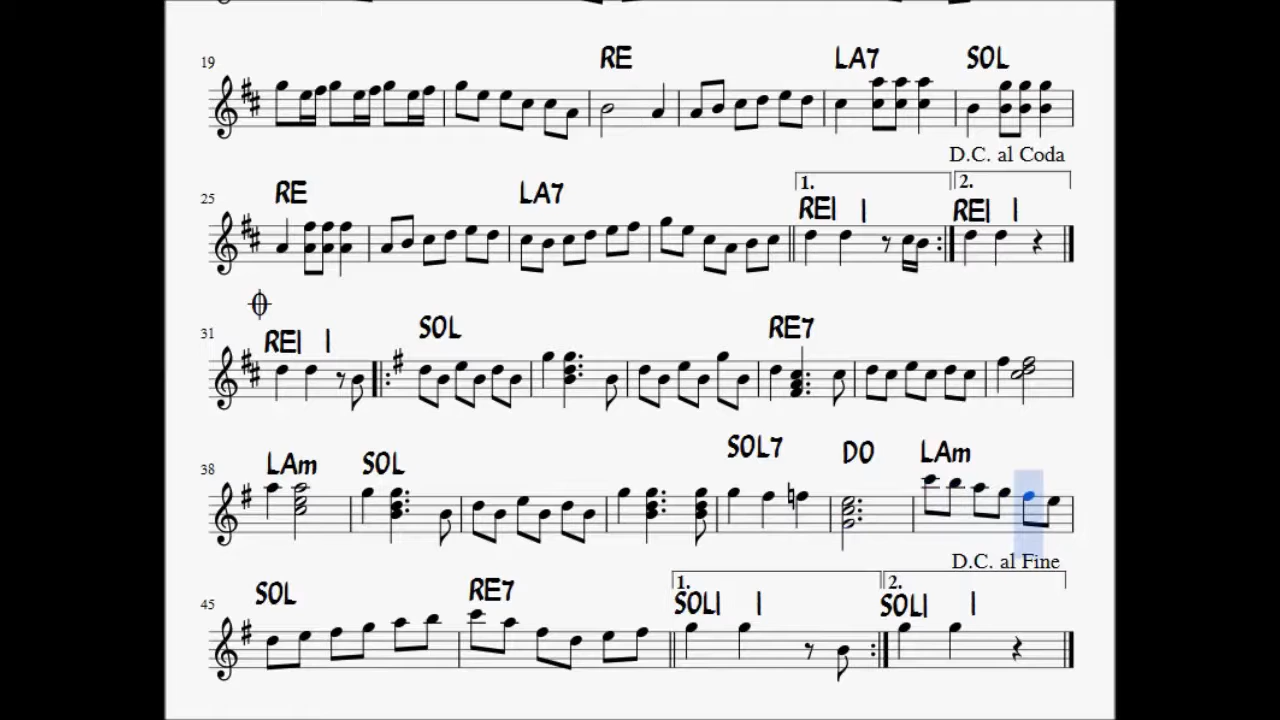 RE LA7 SOL
19
D.C. al Coda
RE LA7 1. 2.
25 REI I REI I
31 REI I SOL RE7
LAm SOL SOL7 DO LAm
38
D.C. al Fine
SOL RE7 1. 2.
45 SOLI I SOLI I